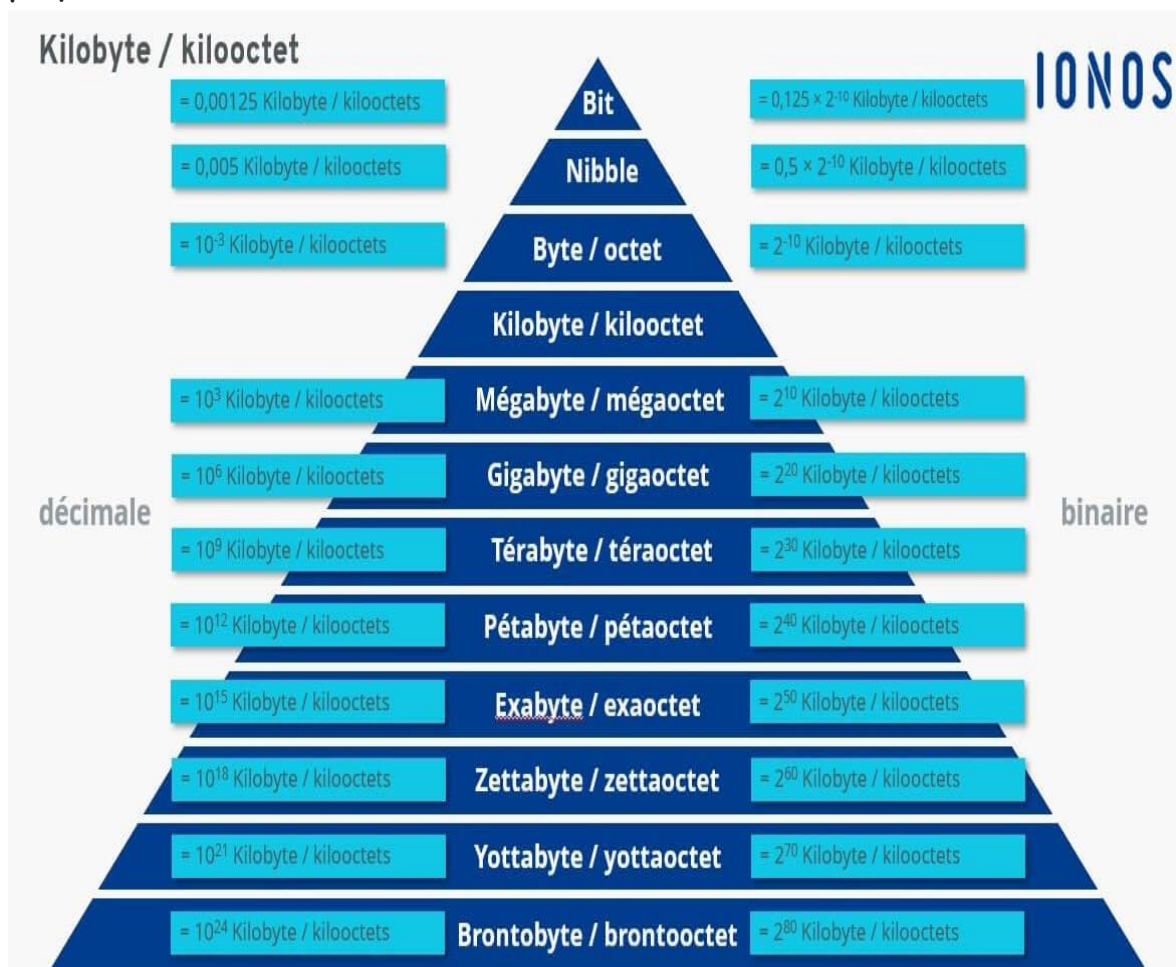 Kilobyte / kilooctet
IONOS
= 0,00125 Kilobyte / kilooctets
Bit
= 0,125 × 2⁻¹⁰ Kilobyte / kilooctets
= 0,005 Kilobyte / kilooctets
Nibble
= 0,5 × 2⁻¹⁰ Kilobyte / kilooctets
= 10⁻³ Kilobyte / kilooctets
Byte / octet
= 2⁻¹⁰ Kilobyte / kilooctets
Kilobyte / kilooctet
= 10³ Kilobyte / kilooctets
Mégabyte / mégaoctet
= 2¹⁰ Kilobyte / kilooctets
= 10⁶ Kilobyte / kilooctets
Gigabyte / gigaoctet
= 2²⁰ Kilobyte / kilooctets
décimale
binaire
= 10⁹ Kilobyte / kilooctets
Térabyte / téraoctet
= 2³⁰ Kilobyte / kilooctets
= 10¹² Kilobyte / kilooctets
Pétabyte / pétaoctet
= 2⁴⁰ Kilobyte / kilooctets
= 10¹⁵ Kilobyte / kilooctets
Exabyte / exaoctet
= 2⁵⁰ Kilobyte / kilooctets
= 10¹⁸ Kilobyte / kilooctets
Zettabyte / zettaoctet
= 2⁶⁰ Kilobyte / kilooctets
= 10²¹ Kilobyte / kilooctets
Yottabyte / yottaoctet
= 2⁷⁰ Kilobyte / kilooctets
= 10²⁴ Kilobyte / kilooctets
Brontobyte / brontooctet
= 2⁸⁰ Kilobyte / kilooctets